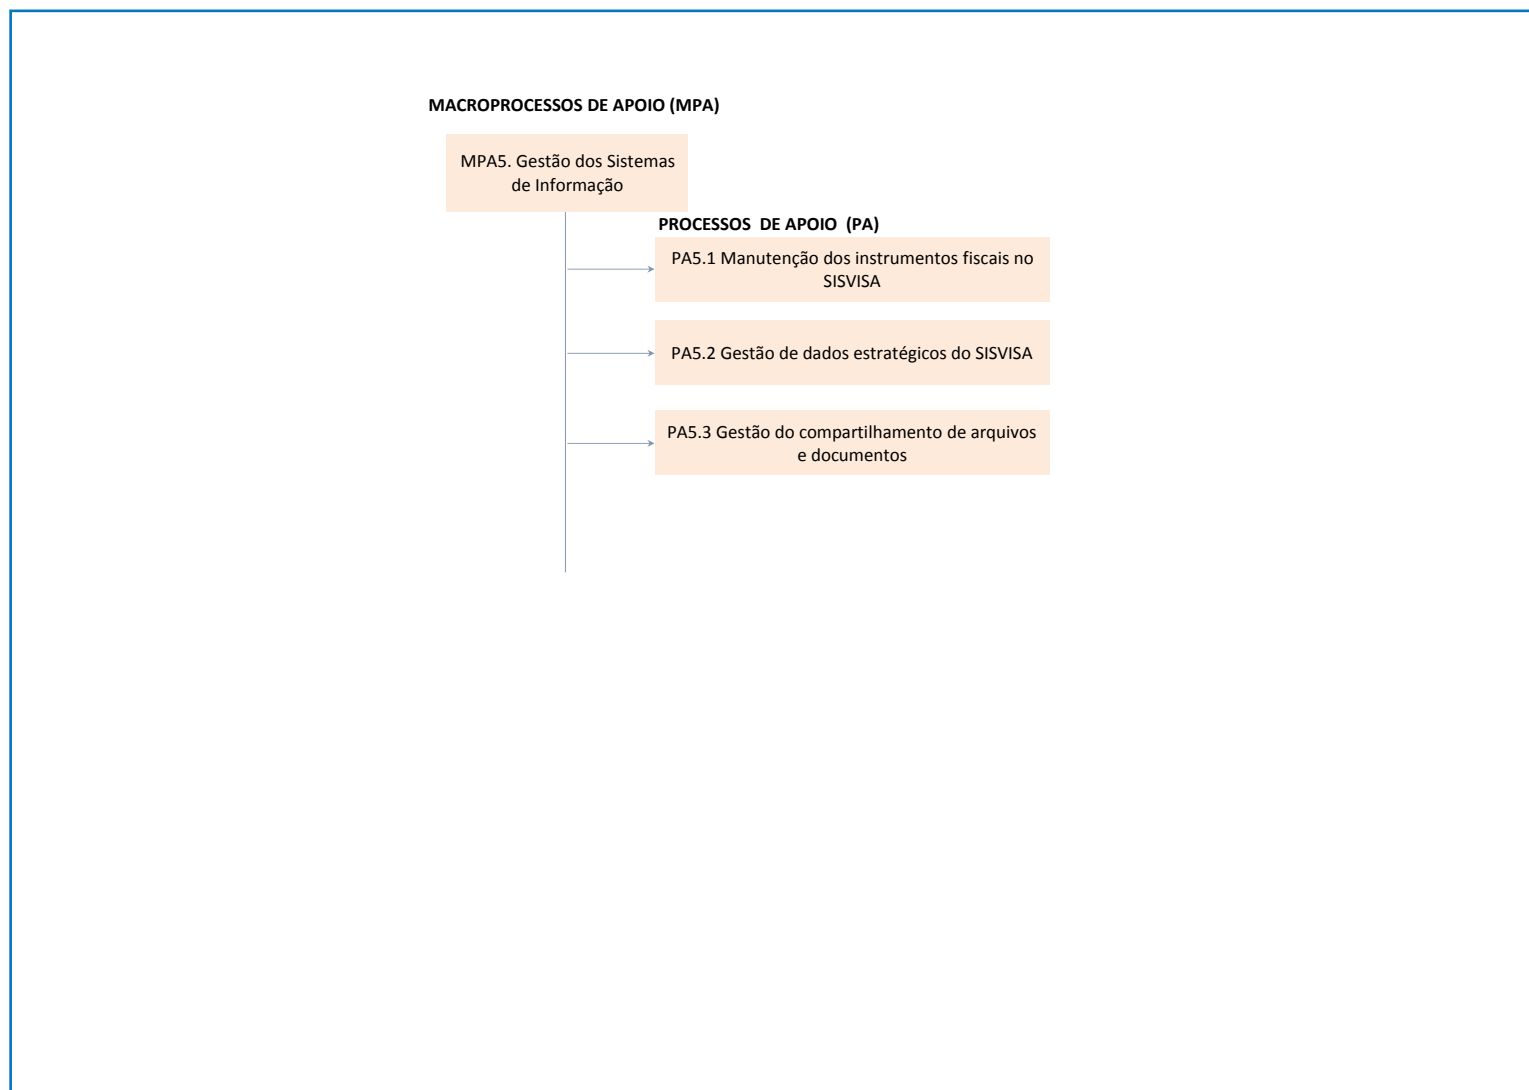 MACROPROCESSOS DE APOIO (MPA)
MPA5. Gestão dos Sistemas
de Informação
PROCESSOS  DE APOIO  (PA)
PA5.1 Manutenção dos instrumentos fiscais no
SISVISA
PA5.2 Gestão de dados estratégicos do SISVISA
PA5.3 Gestão do compartilhamento de arquivos
e documentos